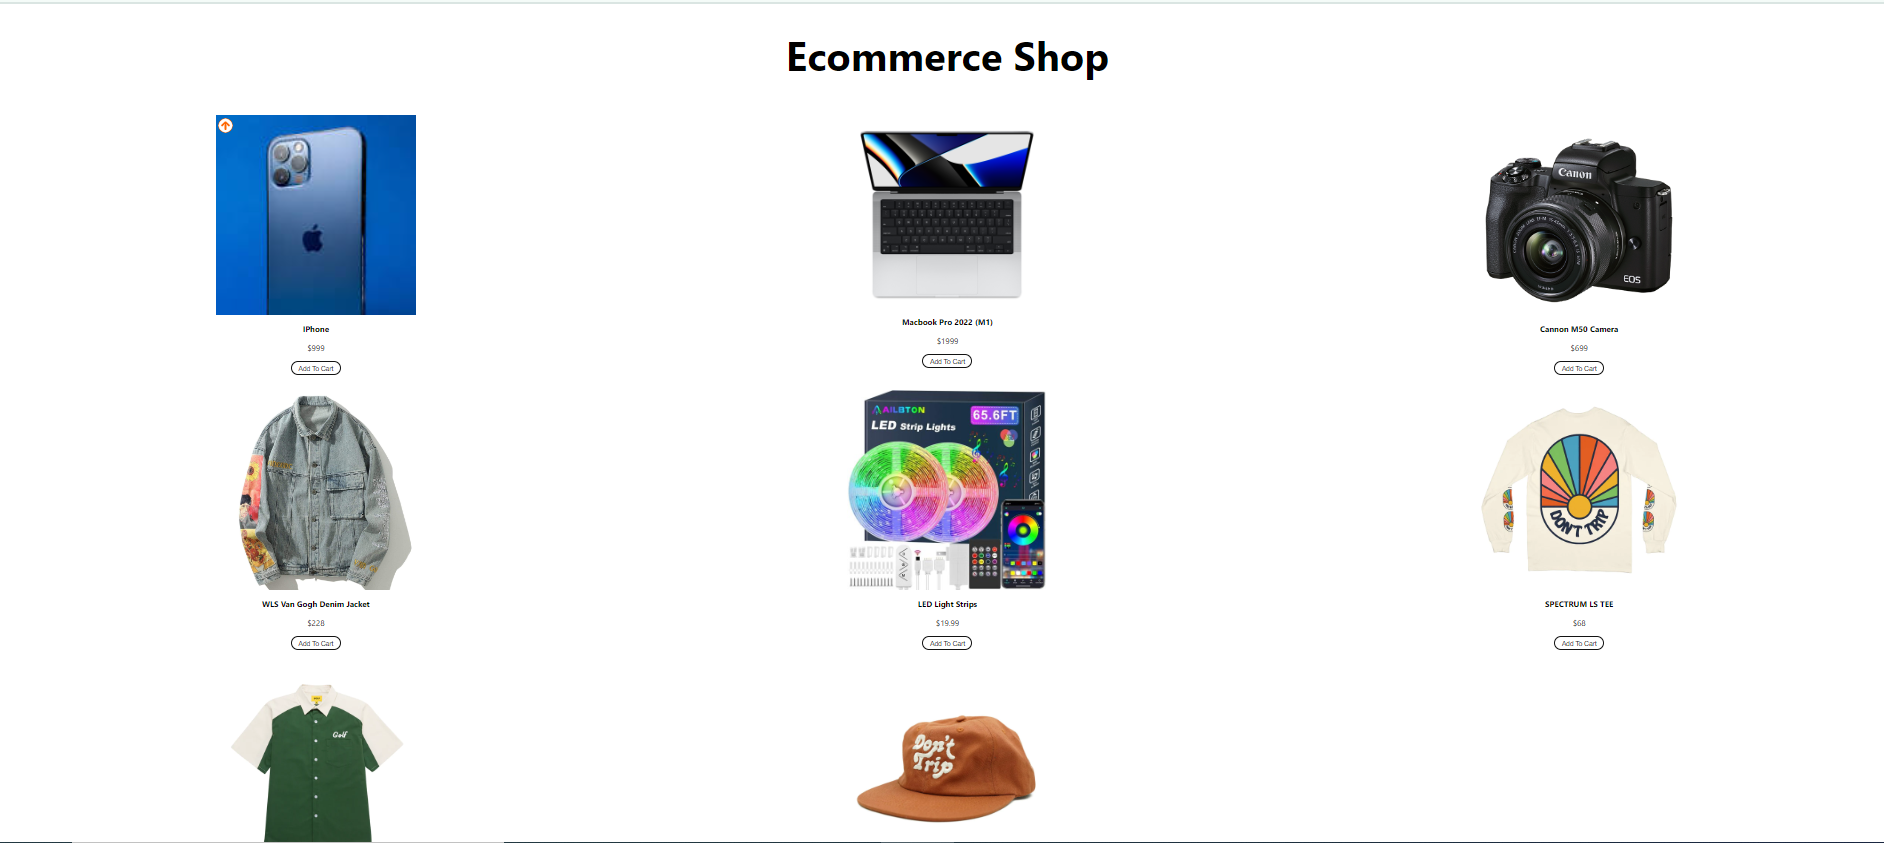 Ecommerce Shop
IPhone
$999
Add To Cart
Macbook Pro 2022 (M1)
$1999
Add To Cart
Canon
EOS
Cannon M50 Camera
$699
Add To Cart
WLS Van Gogh Denim Jacket
$228
Add To Cart
AILBTON
65.6FT
LED Strip Lights
LED Light Strips
$19.99
Add To Cart
DON'T TRIP
SPECTRUM LS TEE
$68
Add To Cart
Golf
Don't
Trip